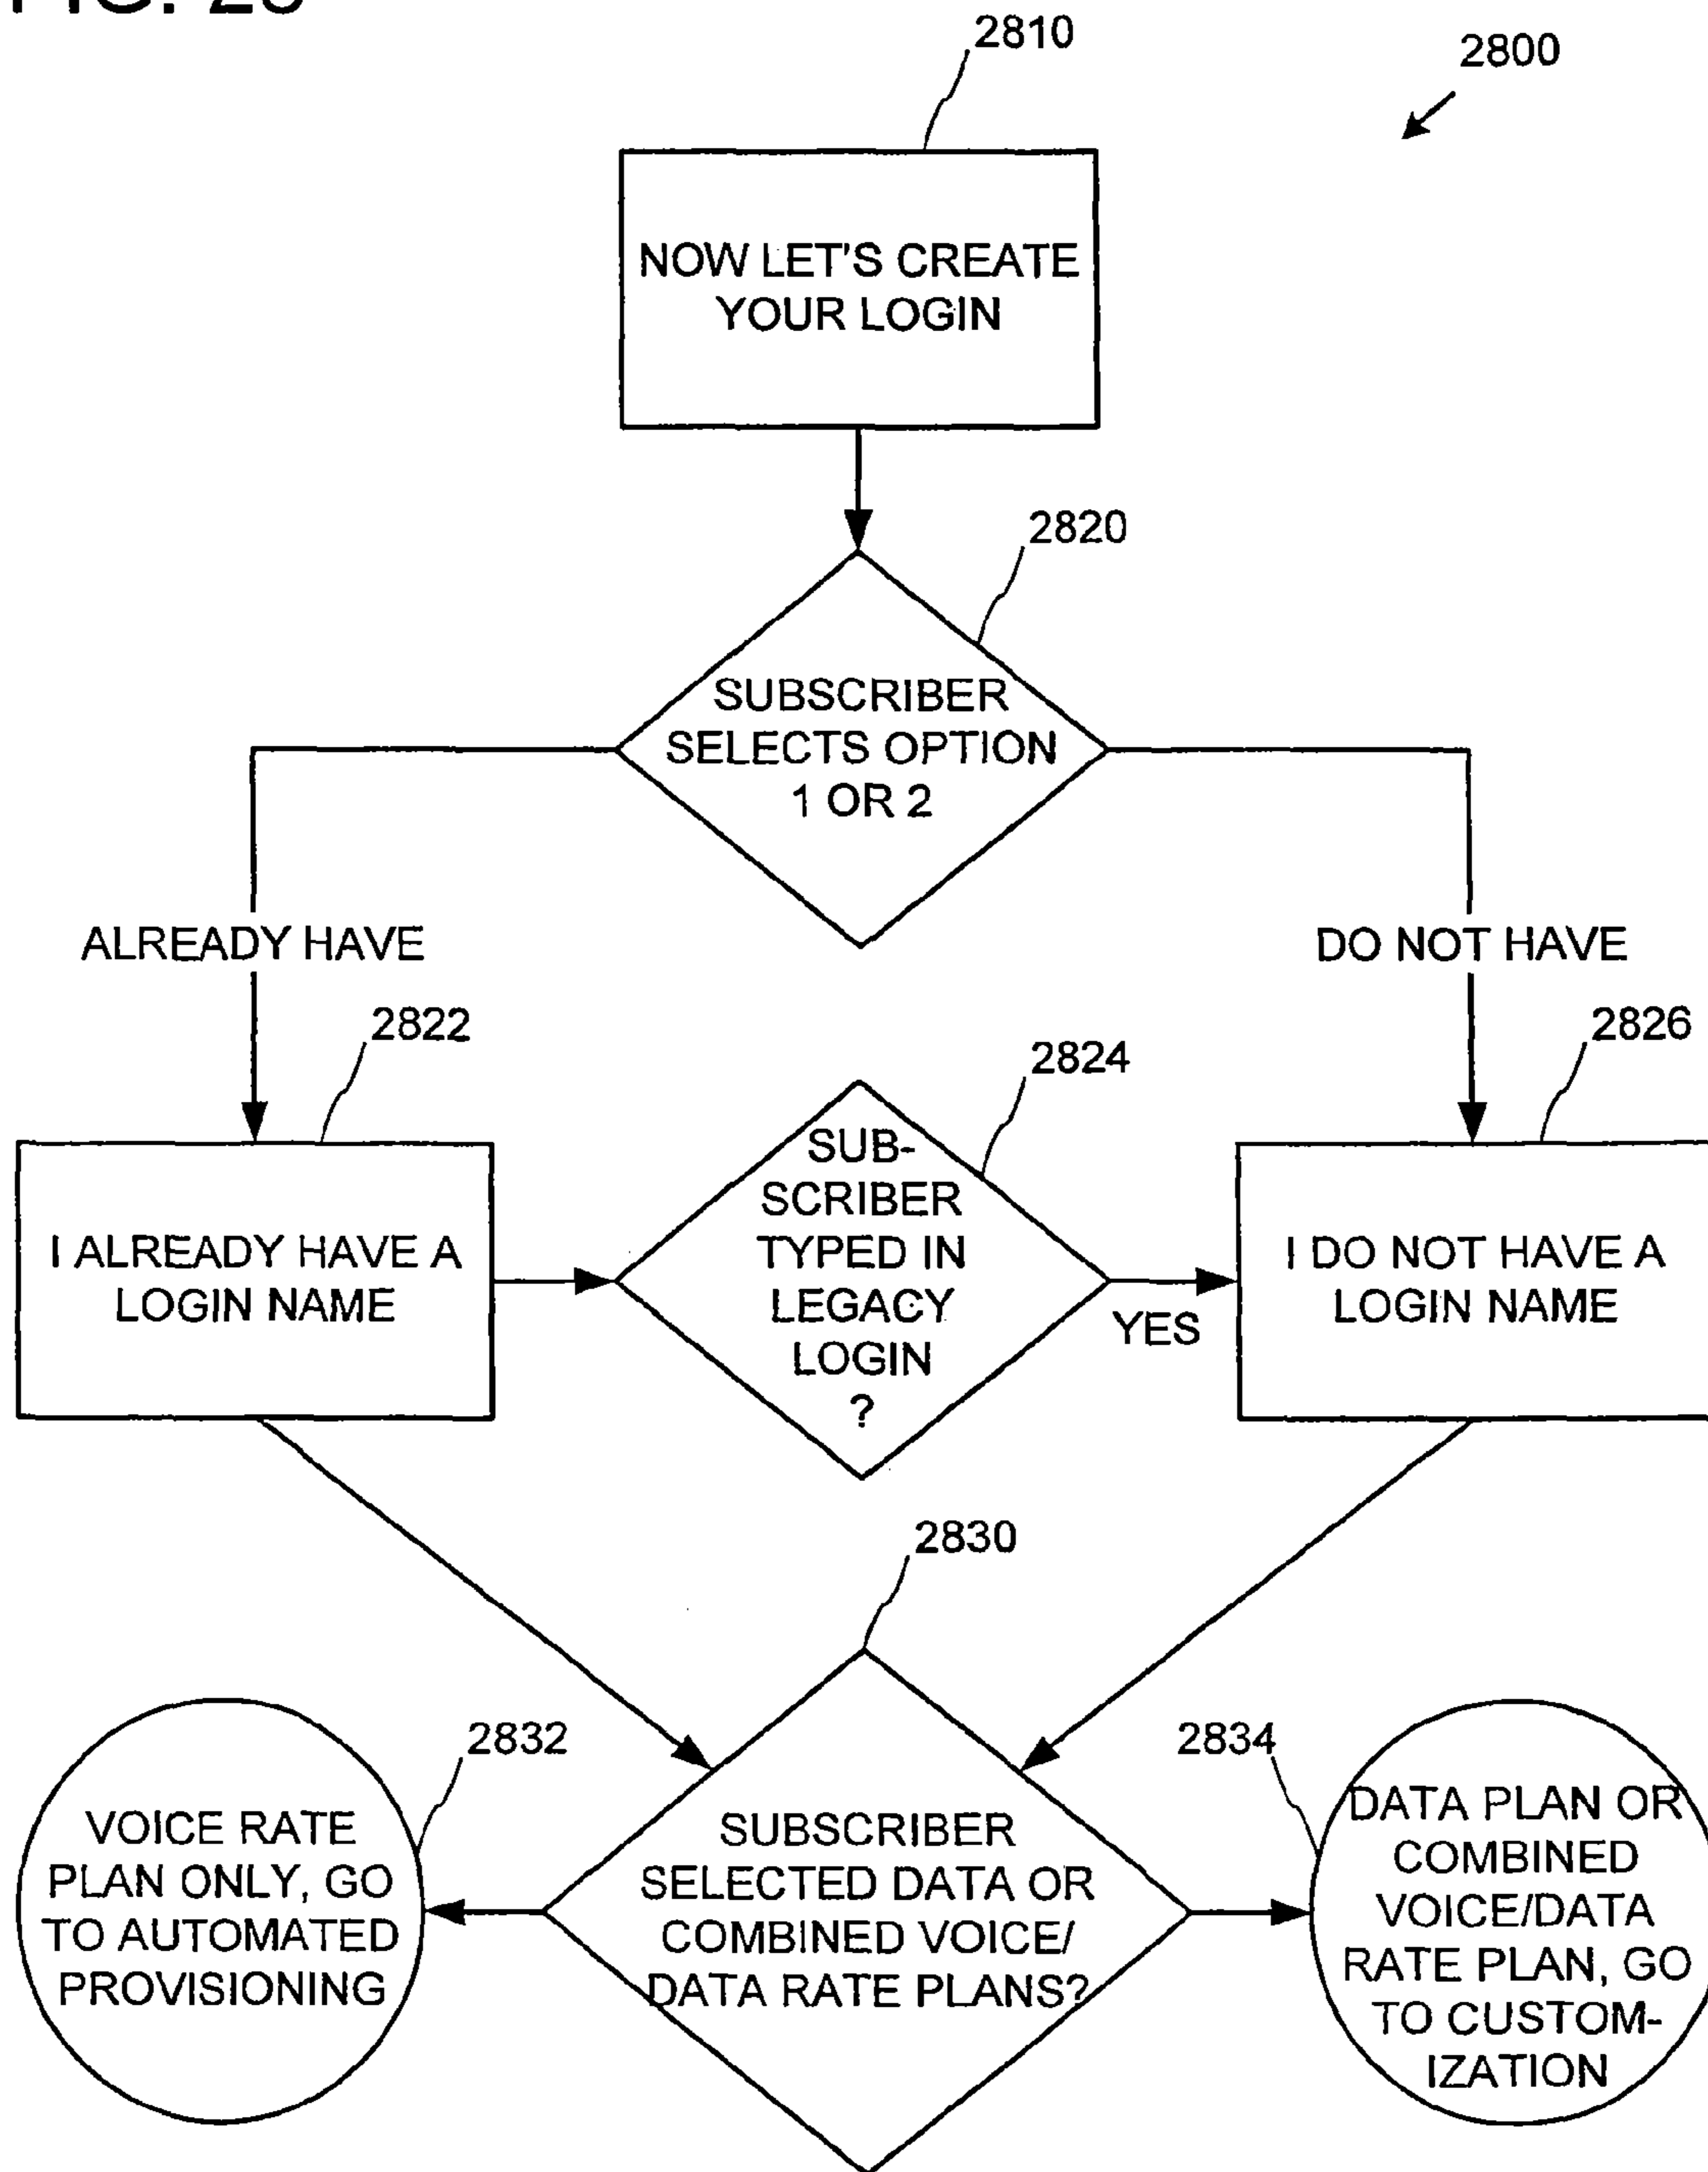 FIG. 28
2810
2800
NOW LET'S CREATE
YOUR LOGIN
2820
SUBSCRIBER
SELECTS OPTION
1 OR 2
ALREADY HAVE
DO NOT HAVE
2822
2824
2826
I ALREADY HAVE A
LOGIN NAME
SUB-
SCRIBER
TYPED IN
LEGACY
LOGIN
?
YES
I DO NOT HAVE A
LOGIN NAME
2830
2832
2834
VOICE RATE
PLAN ONLY, GO
TO AUTOMATED
PROVISIONING
SUBSCRIBER
SELECTED DATA OR
COMBINED VOICE/
DATA RATE PLANS?
DATA PLAN OR
COMBINED
VOICE/DATA
RATE PLAN, GO
TO CUSTOM-
IZATION